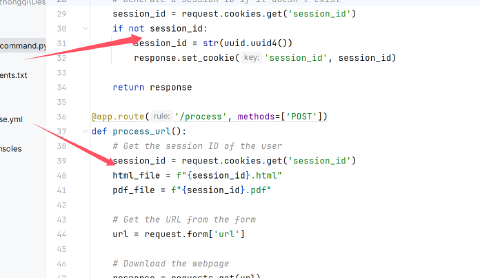 zhongqi\Des
command.py
ents.txt
se.yml
nsoles
28 # Generate a session ID if it doesn't exist
29 session_id = request.cookies.get('session_id')
30 if not session_id:
31 session_id = str(uuid.uuid4())
32 response.set_cookie( key: 'session_id', session_id)
33
34 return response
35
36 @app.route( rule: '/process', methods=['POST'])
37 def process_url():
38 # Get the session ID of the user
39 session_id = request.cookies.get('session_id')
40 html_file = f"{session_id}.html"
41 pdf_file = f"{session_id}.pdf"
42
43 # Get the URL from the form
44 url = request.form['url']
45
46 # Download the webpage
response = requests.get(url)